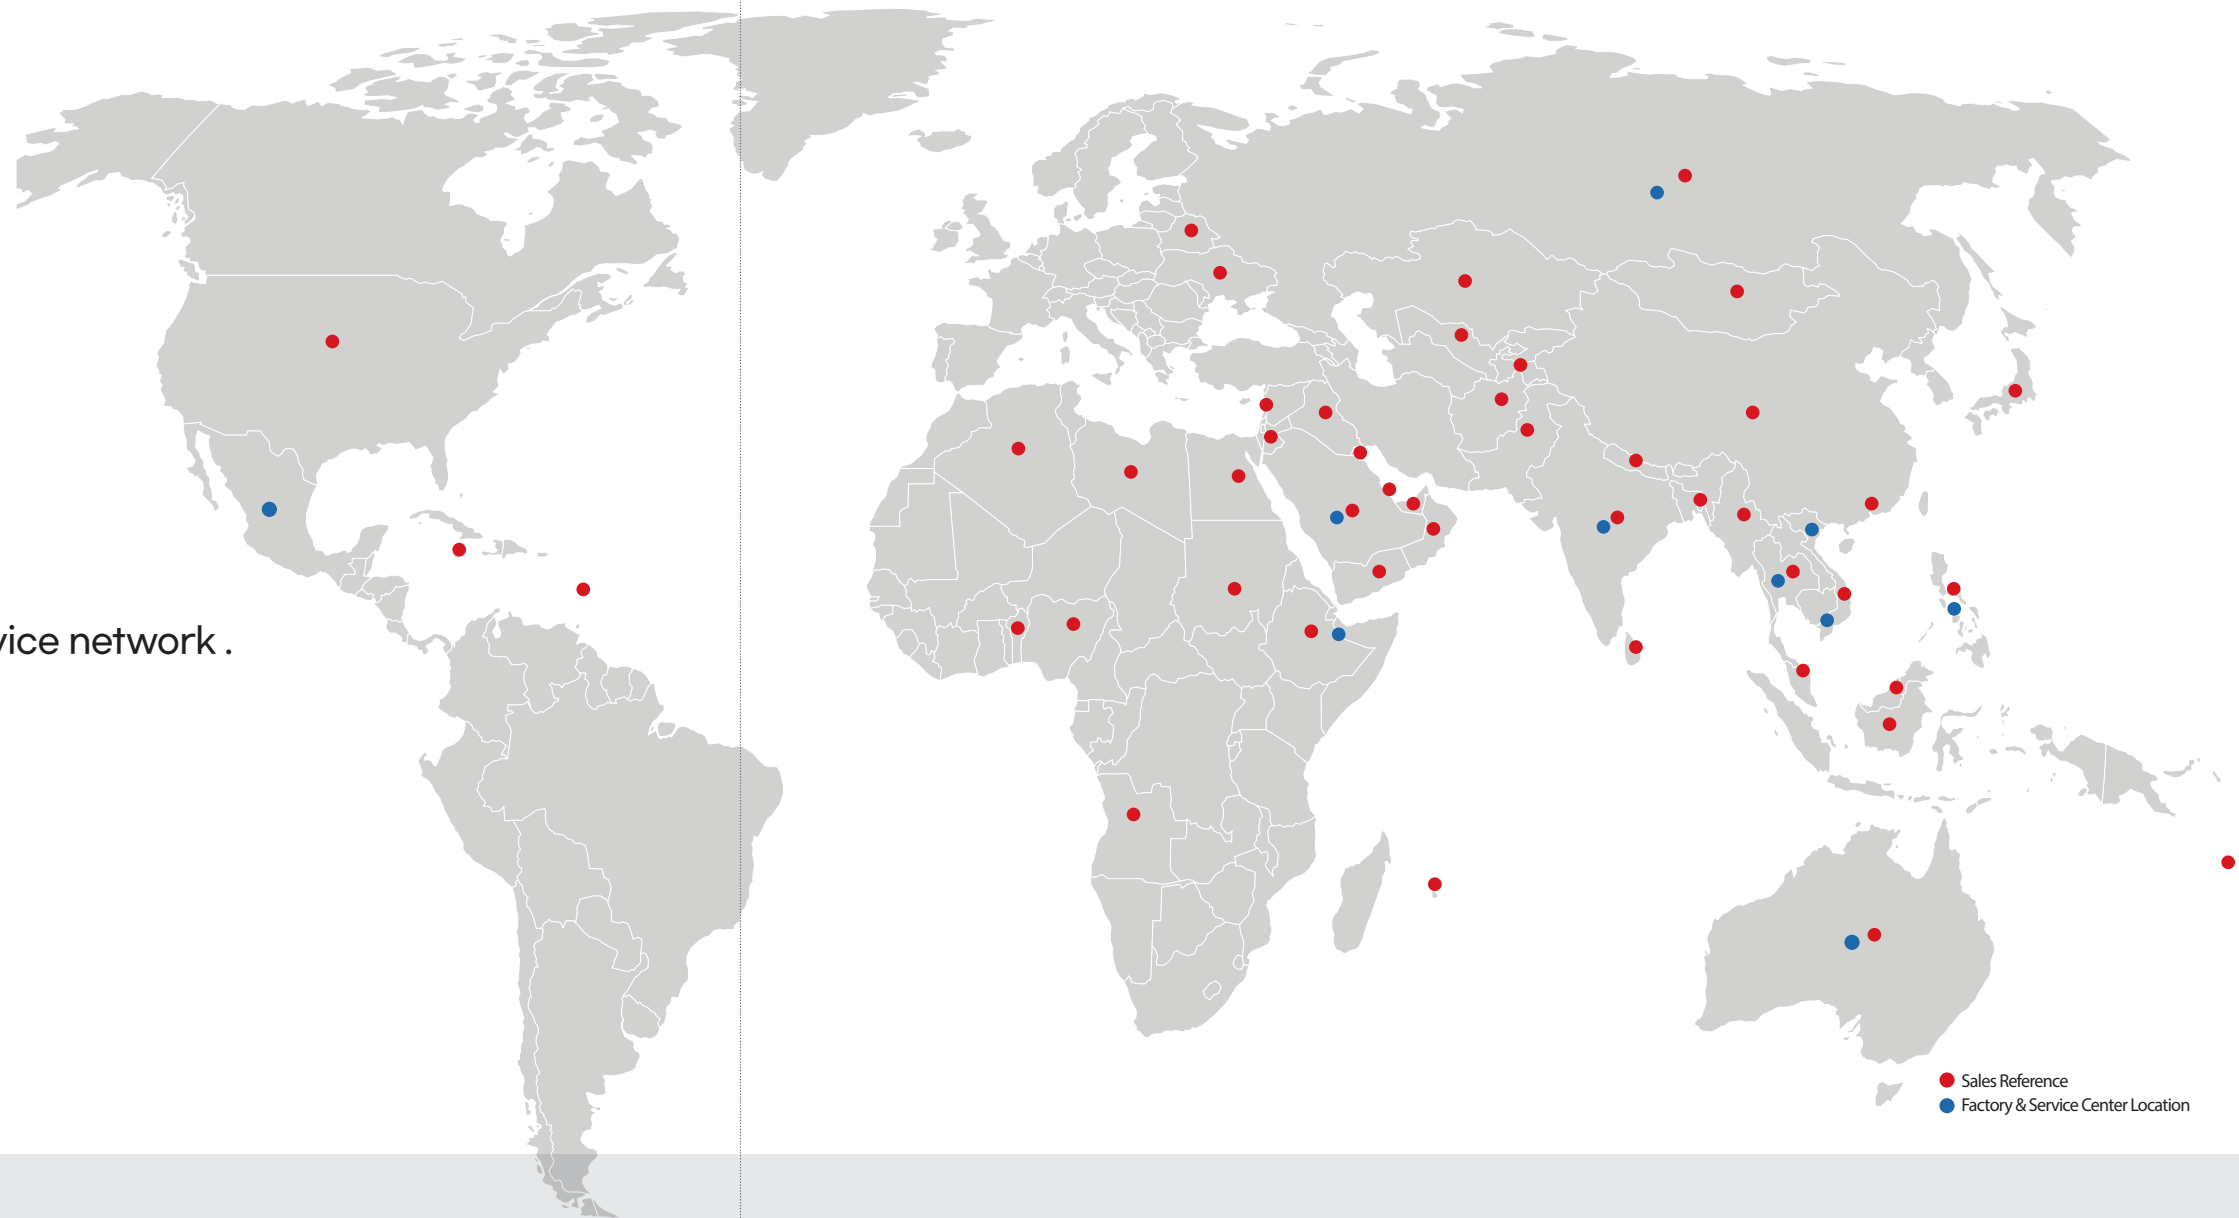 vice network .
Sales Reference
Factory & Service Center Location